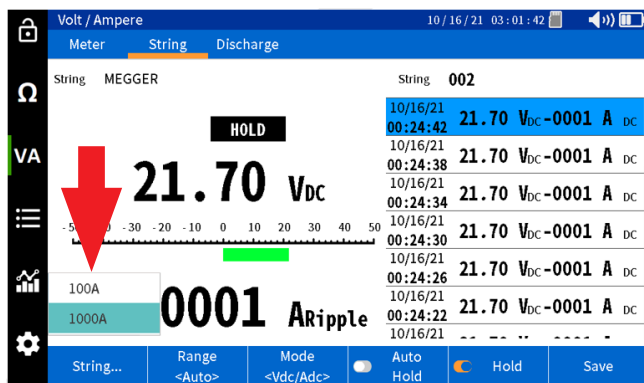 Volt / Ampere
10/16/21 03:01:42
Meter String Discharge
String MEGGER
String 002
Ω
VA
HOLD
21.70 VDC
-30 -20 -10 0 10 20 30 40 50
100A
1000A
0001 ARipple
10/16/21
00:24:42 21.70 VDC-0001 A DC
10/16/21
00:24:38 21.70 VDC-0001 A DC
10/16/21
00:24:34 21.70 VDC-0001 A DC
10/16/21
00:24:30 21.70 VDC-0001 A DC
10/16/21
00:24:26 21.70 VDC-0001 A DC
10/16/21
00:24:22 21.70 VDC-0001 A DC
10/16/21
String...
Range
<Auto>
Mode
<Vdc/Adc>
Auto
Hold
Hold
Save